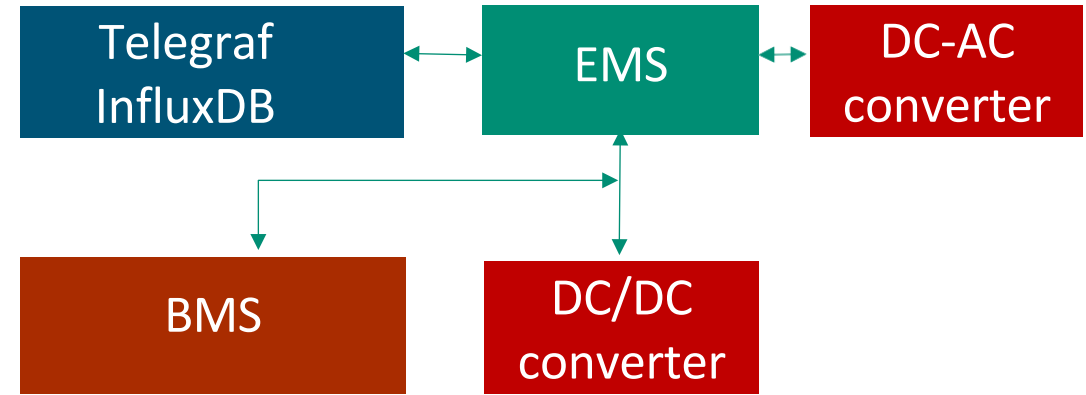 Telegraf
InfluxDB
EMS
DC-AC
converter
BMS
DC/DC
converter